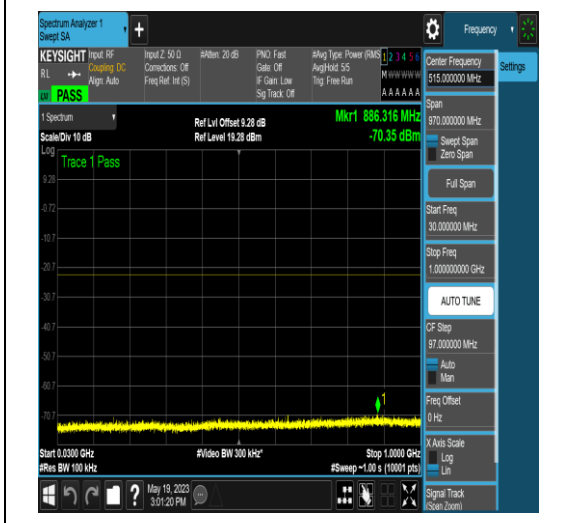 Spectrum Analyzer 1
Swept SA
+
Frequency
KEYSIGHT
RL
PASS
Input: RF
Coupling: DC
Align: Auto
Input Z: 50 Ω
Corrections: Off
Freq Ref: Int (S)
#Atten: 20 dB
PNO: Fast
Gate: Off
IF Gain: Low
Sig Track: Off
#Avg Type: Power (RMS
Avg|Hold: 5/5
Trig: Free Run
1 2 3 4 5 6
M W W W W W
A A A A A A
1 Spectrum
Scale/Div 10 dB
Ref Lvl Offset 9.28 dB
Ref Level 19.28 dBm
Mkr1 886.316 MHz
-70.35 dBm
Log
Trace 1 Pass
9.28
-0.72
-10.7
-20.7
-30.7
-40.7
-50.7
-60.7
-70.7
1
Start 0.0300 GHz
#Res BW 100 kHz
#Video BW 300 kHz*
Stop 1.0000 GHz
#Sweep ~1.00 s (10001 pts)
?
May 19, 2023
3:01:20 PM
Center Frequency
515.000000 MHz
Settings
Span
970.000000 MHz
Swept Span
Zero Span
Full Span
Start Freq
30.000000 MHz
Stop Freq
1.000000000 GHz
AUTO TUNE
CF Step
97.000000 MHz
Auto
Man
Freq Offset
0 Hz
X Axis Scale
Log
Lin
Signal Track
(Span Zoom)